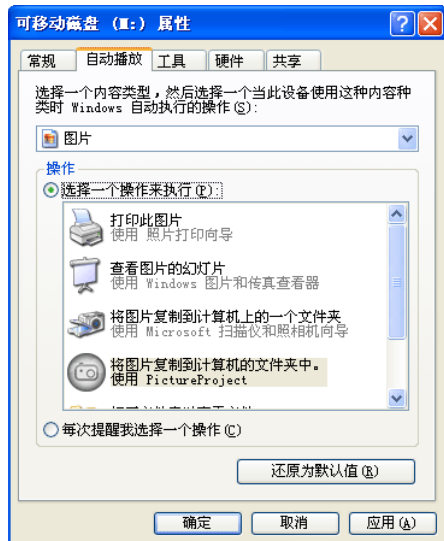 可移动磁盘 (M:) 属性
常规 自动播放 工具 硬件 共享
选择一个内容类型，然后选择一个当此设备使用这种内容种
类时 Windows 自动执行的操作(S):
图片
操作
选择一个操作来执行(P):
打印此图片
使用 照片打印向导
查看图片的幻灯片
使用 Windows 图片和传真查看器
将图片复制到计算机上的一个文件夹
使用 Microsoft 扫描仪和照相机向导
将图片复制到计算机的文件夹中。
使用 PictureProject
每次提醒我选择一个操作(C)
还原为默认值(R)
确定 取消 应用(A)